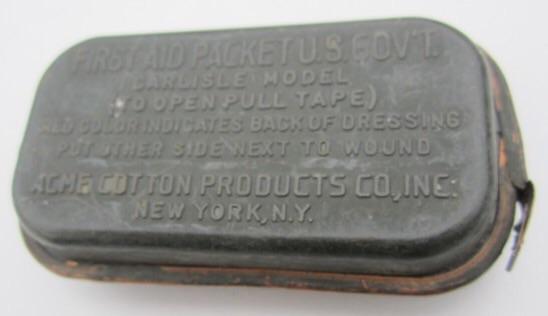 FIRST AID PACKET U.S. GOV'T.
CARLISLE MODEL
(TO OPEN PULL TAPE)
RED COLOR INDICATES BACK OF DRESSING
PUT OTHER SIDE NEXT TO WOUND
ACME COTTON PRODUCTS CO., INC.
NEW YORK, N.Y.